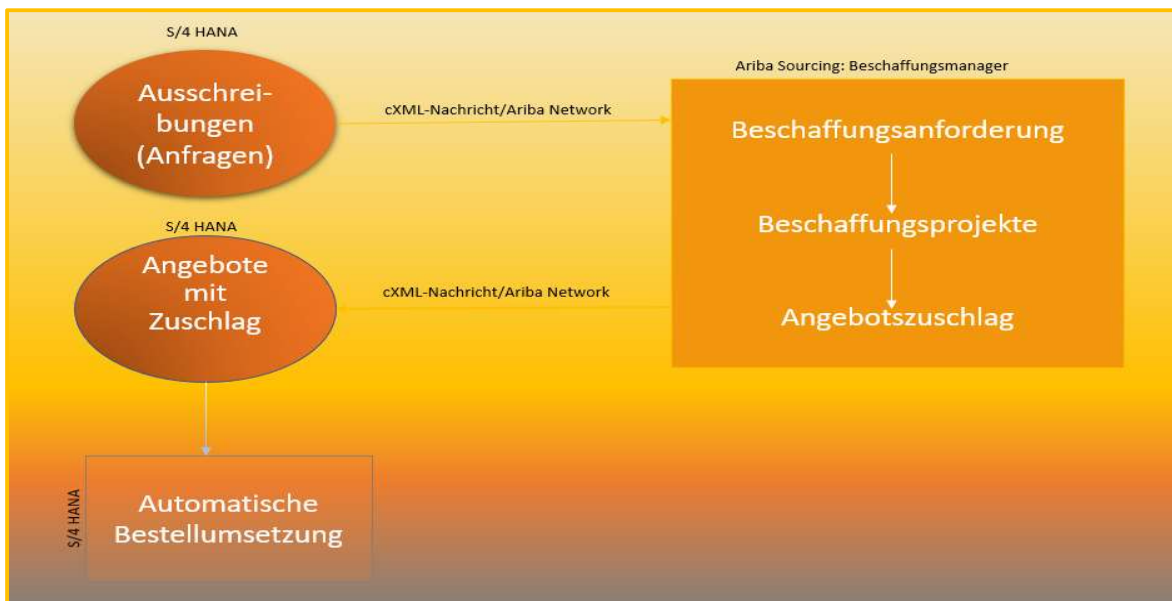 S/4 HANA
Ausschrei-
bungen
(Anfragen)
cXML-Nachricht/Ariba Network
Ariba Sourcing: Beschaffungsmanager
Beschaffungsanforderung
Beschaffungsprojekte
Angebotszuschlag
S/4 HANA
Angebote
mit
Zuschlag
cXML-Nachricht/Ariba Network
S/4 HANA
Automatische
Bestellumsetzung